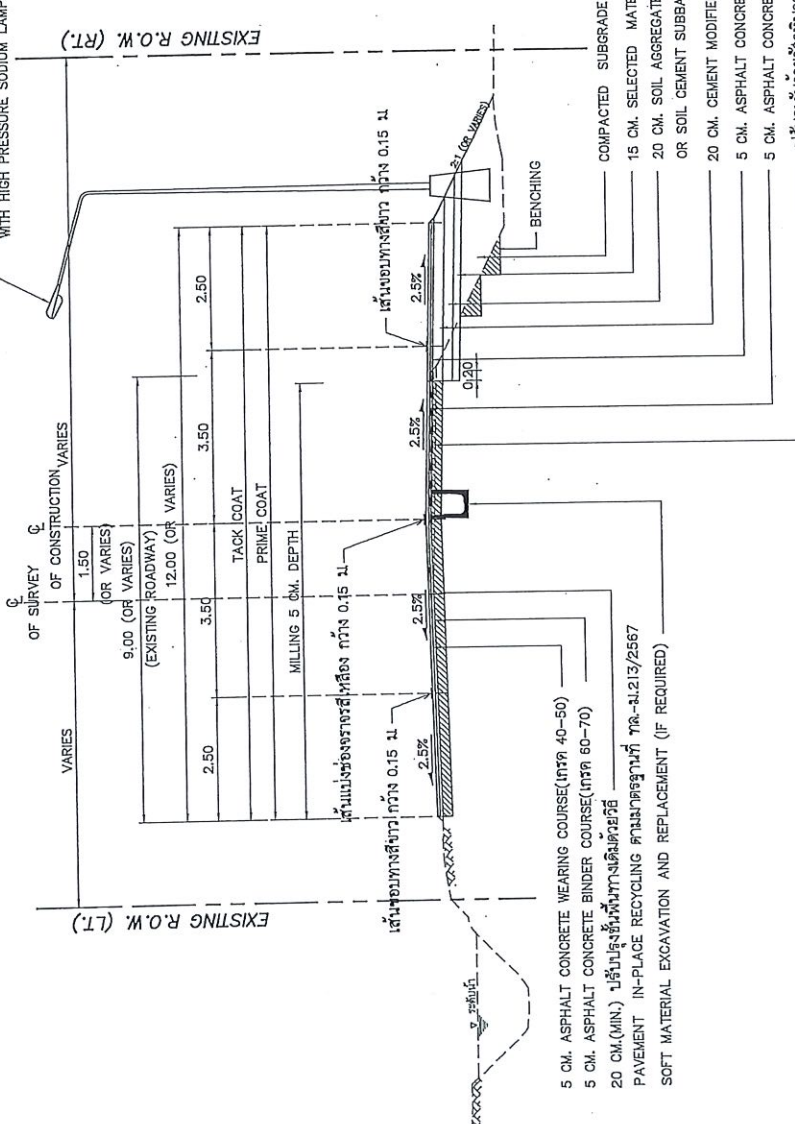 WITH HIGH PRESSURE SODIUM LAMP
EXISTING R.O.W. (LT.)
EXISTING R.O.W. (RT.)
℄
OF SURVEY
℄
OF CONSTRUCTION
VARIES
VARIES
1.50
(OR VARIES)
9.00 (OR VARIES)
(EXISTING ROADWAY)
12.00 (OR VARIES)
2.50
3.50
3.50
2.50
TACK COAT
PRIME COAT
MILLING 5 CM. DEPTH
เส้นแบ่งช่องจราจรสีเหลือง กว้าง 0.15 ม.
เส้นขอบทางสีขาว กว้าง 0.15 ม.
เส้นขอบทางสีขาว กว้าง 0.15 ม
2.5%
2.5%
2.5%
2.5%
2:1 (OR VARIES)
0.20
BENCHING
ระดับน้ำ
5 CM. ASPHALT CONCRETE WEARING COURSE(เกรด 40-50)
5 CM. ASPHALT CONCRETE BINDER COURSE(เกรด 60-70)
20 CM.(MIN.) ปรับปรุงชั้นพื้นทางเดิมด้วยวิธี
PAVEMENT IN-PLACE RECYCLING ตามมาตรฐานที่ ทล.-ม.213/2567
SOFT MATERIAL EXCAVATION AND REPLACEMENT (IF REQUIRED)
COMPACTED SUBGRADE
15 CM. SELECTED
20 CM. SOIL AGGREGATE
OR SOIL CEMENT
20 CM. CEMENT
5 CM. ASPHALT
5 CM. ASPHALT